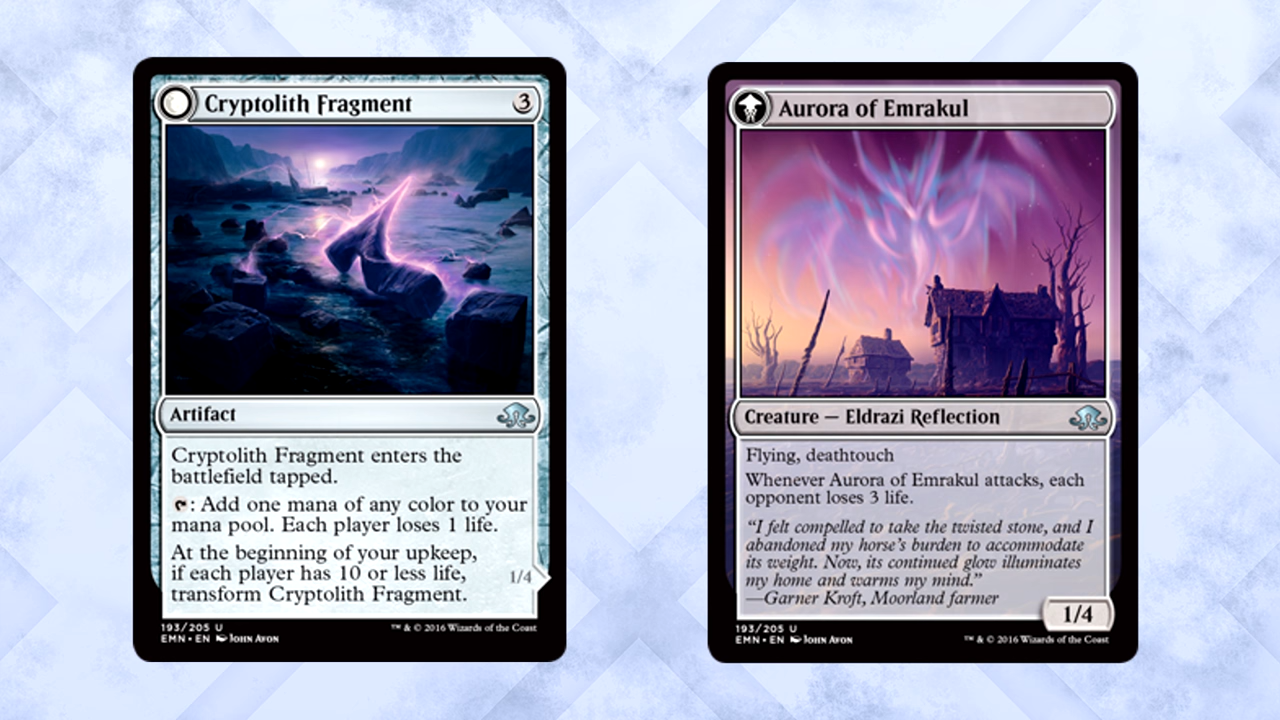 Cryptolith Fragment 3
Artifact
Cryptolith Fragment enters the
battlefield tapped.
: Add one mana of any color to your
mana pool. Each player loses 1 life.
At the beginning of your upkeep,
if each player has 10 or less life,
transform Cryptolith Fragment.
1/4
193/205 U
EMN • EN John Avon
™ & © 2016 Wizards of the Coast
Aurora of Emrakul
Creature — Eldrazi Reflection
Flying, deathtouch
Whenever Aurora of Emrakul attacks, each
opponent loses 3 life.
“I felt compelled to take the twisted stone, and I
abandoned my horse’s burden to accommodate
its weight. Now, its continued glow illuminates
my home and warms my mind.”
—Garner Kroft, Moorland farmer
1/4
193/205 U
EMN • EN John Avon
™ & © 2016 Wizards of the Coast